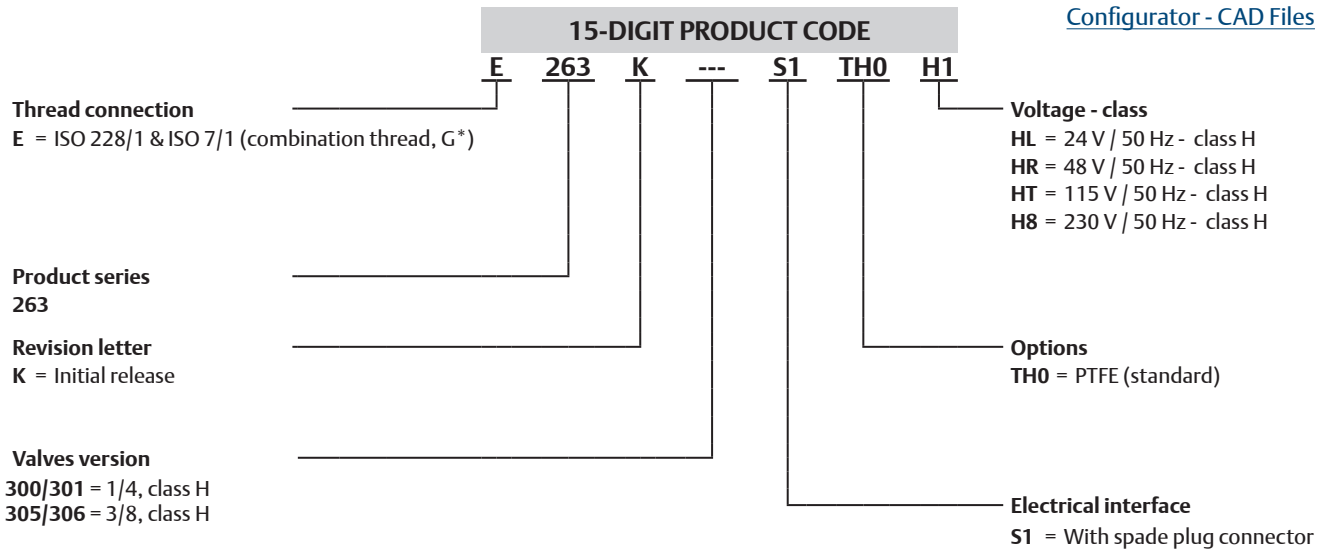 15-DIGIT PRODUCT CODE
Configurator - CAD Files
E 263 K --- S1 TH0 H1
Thread connection
E = ISO 228/1 & ISO 7/1 (combination thread, G*)
Product series
263
Revision letter
K = Initial release
Valves version
300/301 = 1/4, class H
305/306 = 3/8, class H
Voltage - class
HL = 24 V / 50 Hz - class H
HR = 48 V / 50 Hz - class H
HT = 115 V / 50 Hz - class H
H8 = 230 V / 50 Hz - class H
Options
TH0 = PTFE (standard)
Electrical interface
S1 = With spade plug connector